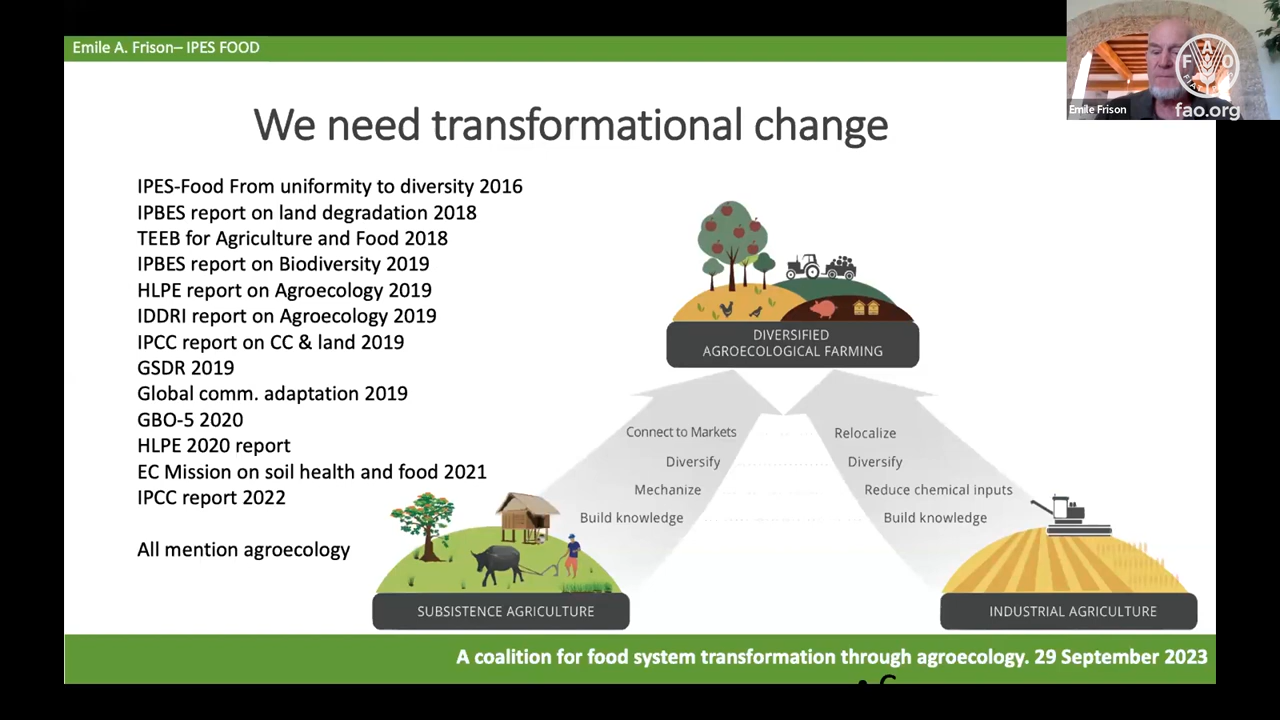 Emile A. Frison– IPES FOOD
Emile Frison
FAO
FIAT
fao.org
We need transformational change
IPES-Food From uniformity to diversity 2016
IPBES report on land degradation 2018
TEEB for Agriculture and Food 2018
IPBES report on Biodiversity 2019
HLPE report on Agroecology 2019
IDDRI report on Agroecology 2019
IPCC report on CC & land 2019
GSDR 2019
Global comm. adaptation 2019
GBO-5 2020
HLPE 2020 report
EC Mission on soil health and food 2021
IPCC report 2022
All mention agroecology
DIVERSIFIED
AGROECOLOGICAL FARMING
Connect to Markets
Diversify
Mechanize
Build knowledge
Relocalize
Diversify
Reduce chemical inputs
Build knowledge
SUBSISTENCE AGRICULTURE
INDUSTRIAL AGRICULTURE
A coalition for food system transformation through agroecology. 29 September 2023